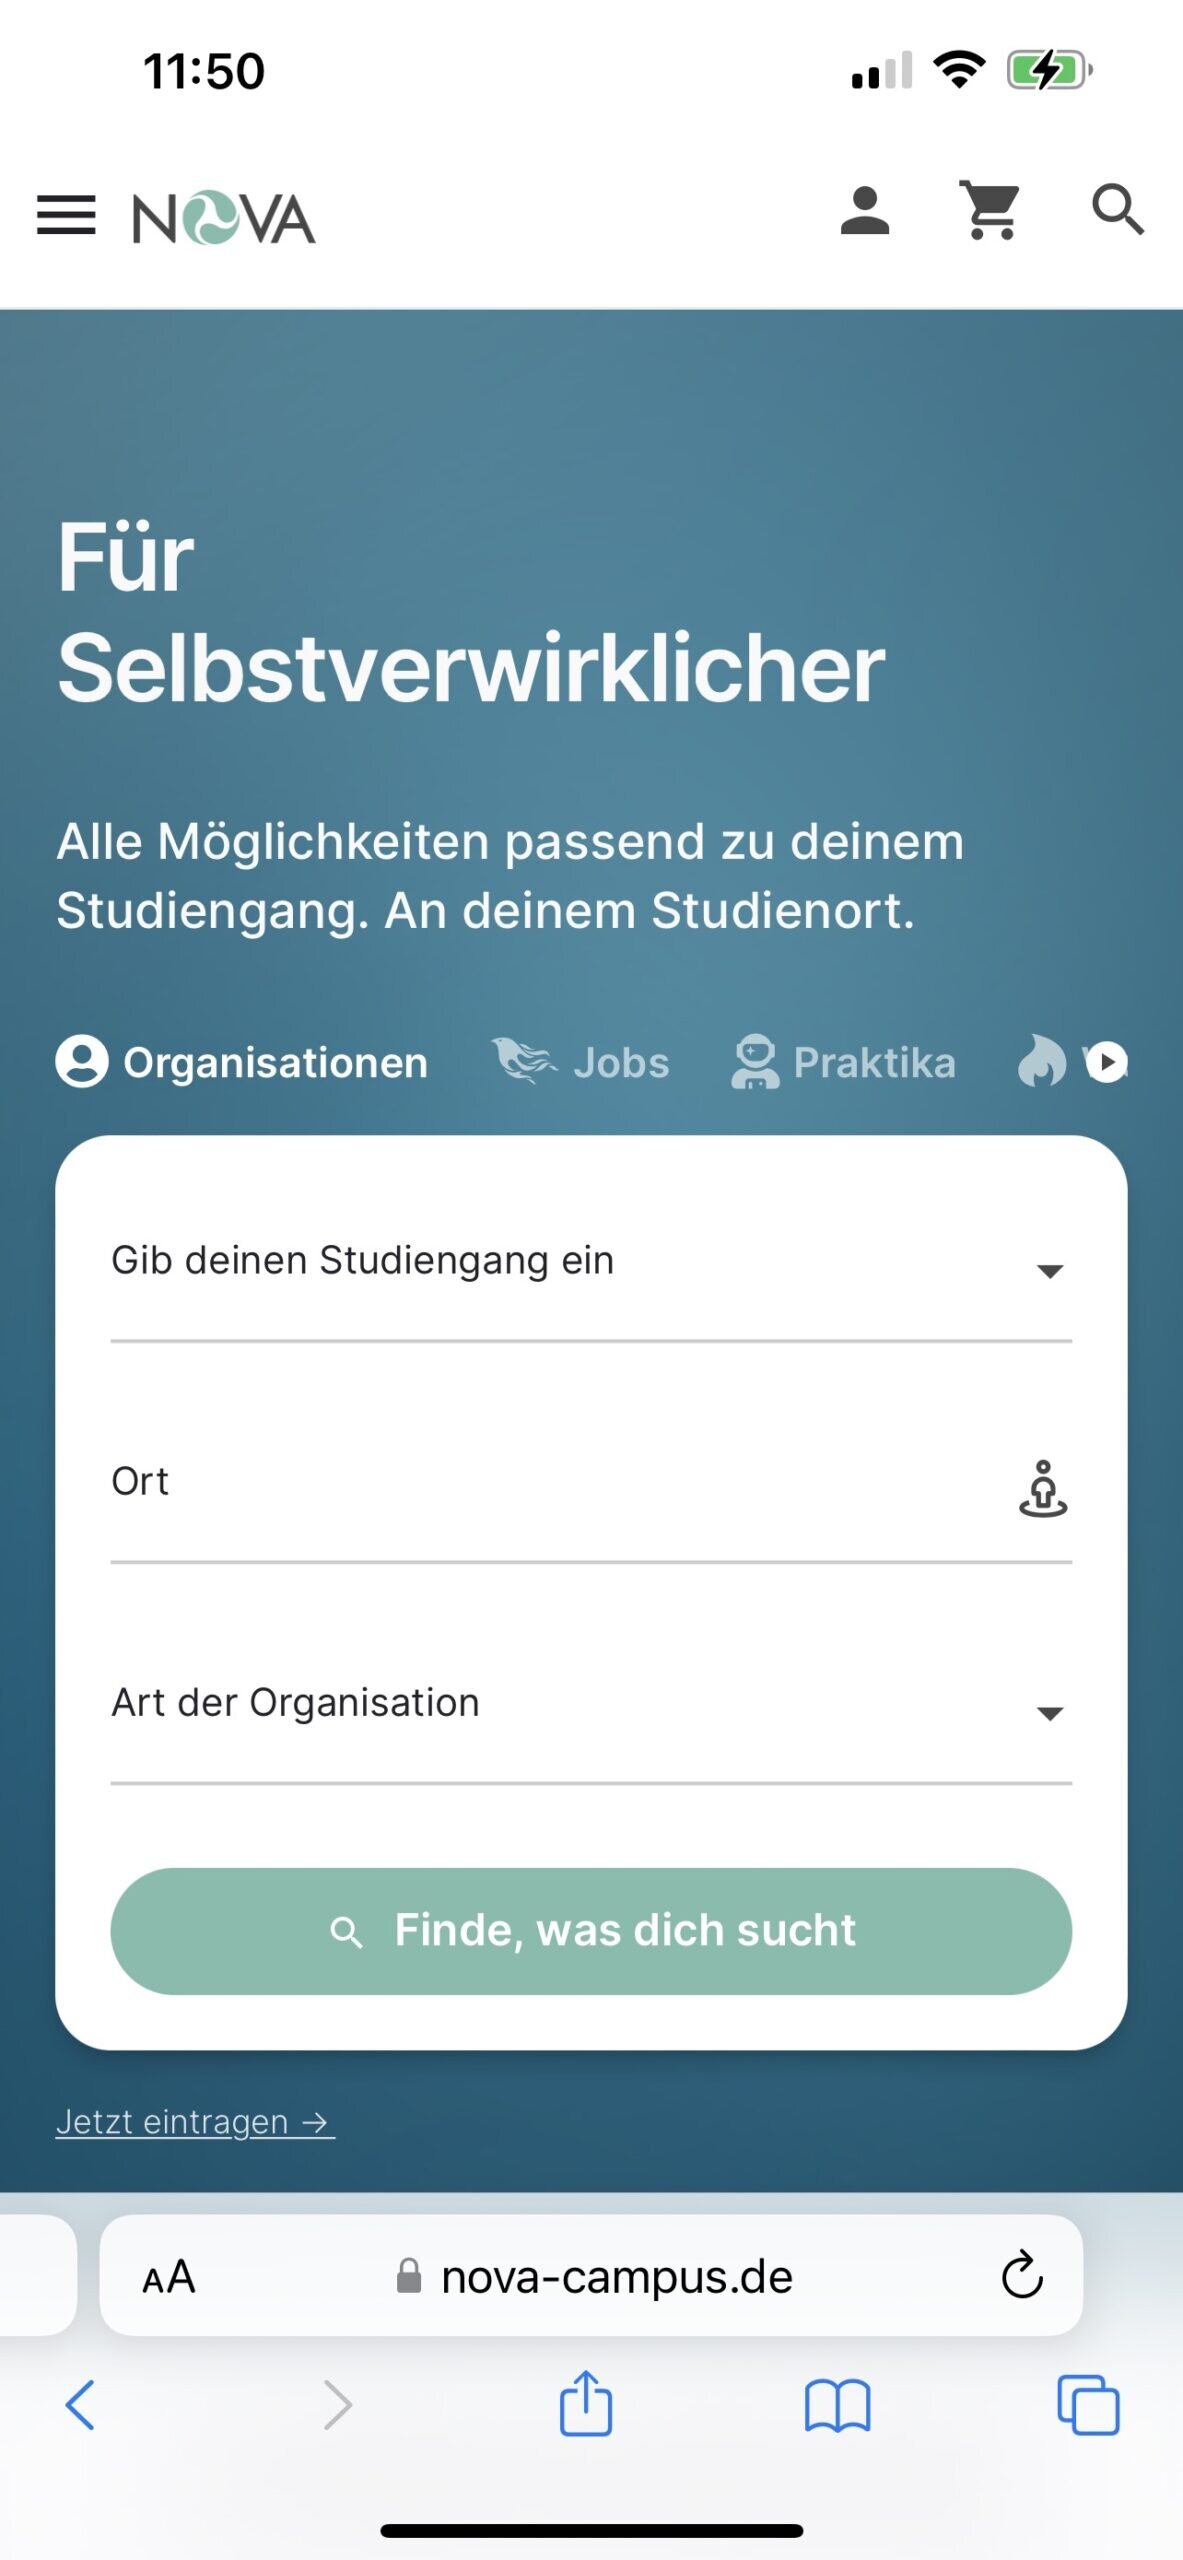 11:50
NOVA
Für
Selbstverwirklicher
Alle Möglichkeiten passend zu deinem
Studiengang. An deinem Studienort.
Organisationen Jobs Praktika
Gib deinen Studiengang ein
Ort
Art der Organisation
Finde, was dich sucht
Jetzt eintragen →
AA nova-campus.de